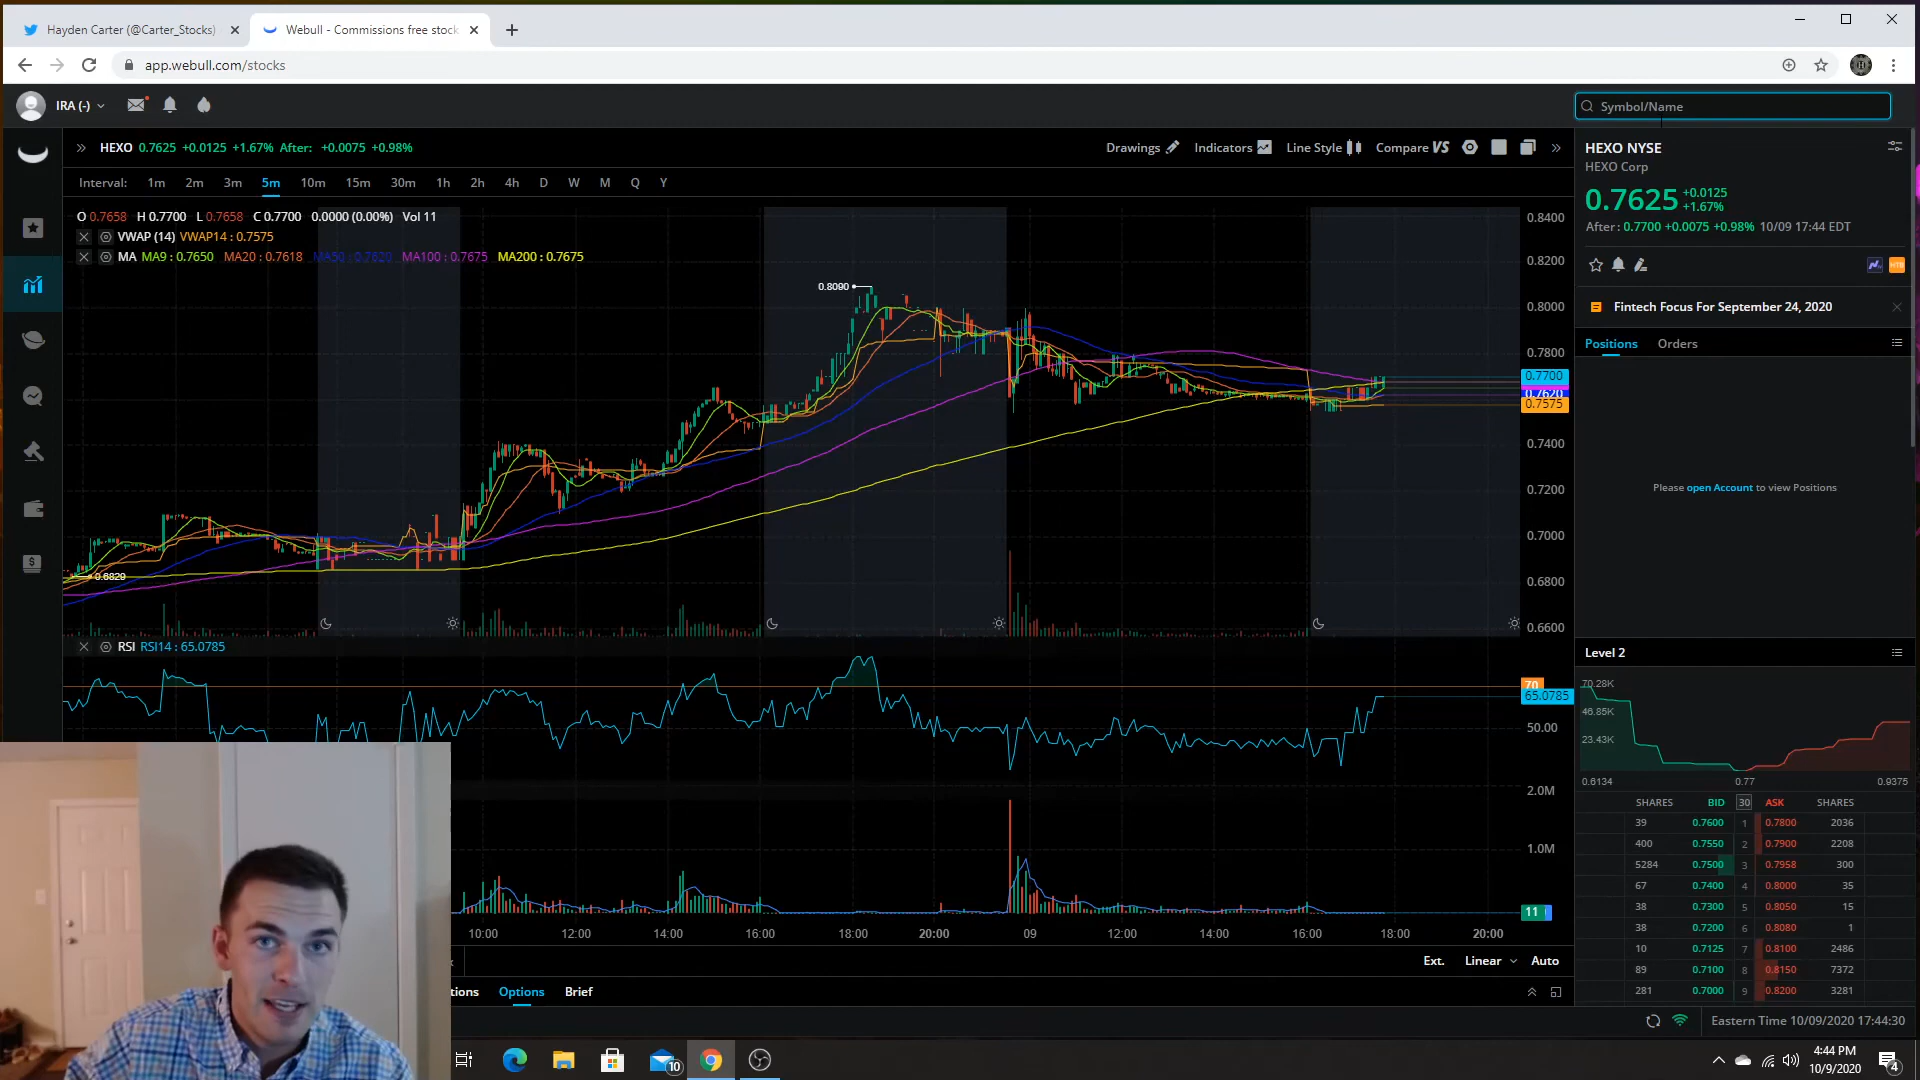 Hayden Carter (@Carter_Stocks)
Webull - Commissions free stock
app.webull.com/stocks
IRA (-)
Symbol/Name
HEXO 0.7625 +0.0125 +1.67% After: +0.0075 +0.98%
Drawings Indicators Line Style Compare VS
Interval: 1m 2m 3m 5m 10m 15m 30m 1h 2h 4h D W M Q Y
O 0.7658 H 0.7700 L 0.7658 C 0.7700 0.0000 (0.00%) Vol 11
VWAP (14) VWAP14 : 0.7575
MA MA9 : 0.7650 MA20 : 0.7618 MA50 : 0.7620 MA100 : 0.7675 MA200 : 0.7675
0.8090
0.6820
0.8400
0.8200
0.8000
0.7800
0.7700
0.7620
0.7575
0.7400
0.7200
0.7000
0.6800
0.6600
RSI RSI14 : 65.0785
70
65.0785
50.00
2.0M
1.0M
11
10:00 12:00 14:00 16:00 18:00 20:00 09 12:00 14:00 16:00 18:00 20:00
Ext. Linear Auto
tions Options Brief
HEXO NYSE
HEXO Corp
0.7625 +0.0125
+1.67%
After : 0.7700 +0.0075 +0.98% 10/09 17:44 EDT
Fintech Focus For September 24, 2020
Positions Orders
Please open Account to view Positions
Level 2
70.28K
46.85K
23.43K
0.6134 0.77 0.9375
SHARES BID 30 ASK SHARES
39 0.7600 1 0.7800 2036
400 0.7550 2 0.7900 2208
5284 0.7500 3 0.7958 300
67 0.7400 4 0.8000 35
38 0.7300 5 0.8050 15
38 0.7200 6 0.8080 1
10 0.7125 7 0.8100 2486
89 0.7100 8 0.8150 7372
281 0.7000 9 0.8200 3281
Eastern Time 10/09/2020 17:44:30
10
4:44 PM
10/9/2020
4